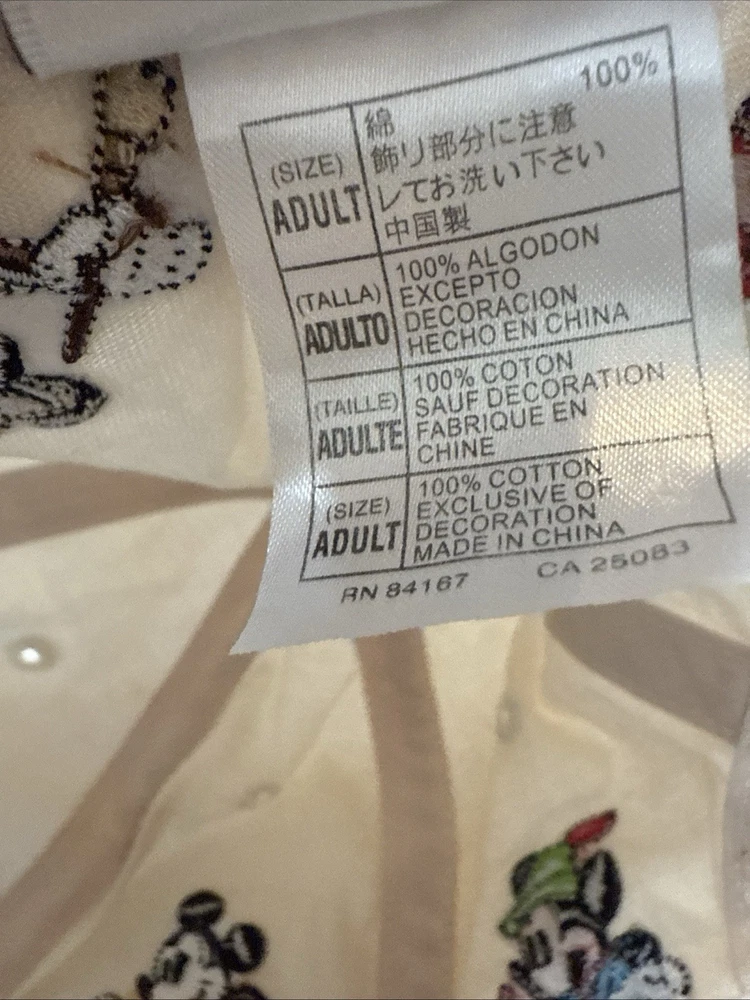 (SIZE)
ADULT
綿 100%
飾り部分に注意
してお洗い下さい
中国製
(TALLA)
ADULTO
100% ALGODON
EXCEPTO
DECORACION
HECHO EN CHINA
(TAILLE)
ADULTE
100% COTON
SAUF DECORATION
FABRIQUE EN
CHINE
(SIZE)
ADULT
100% COTTON
EXCLUSIVE OF
DECORATION
MADE IN CHINA
RN 84167 CA 25083